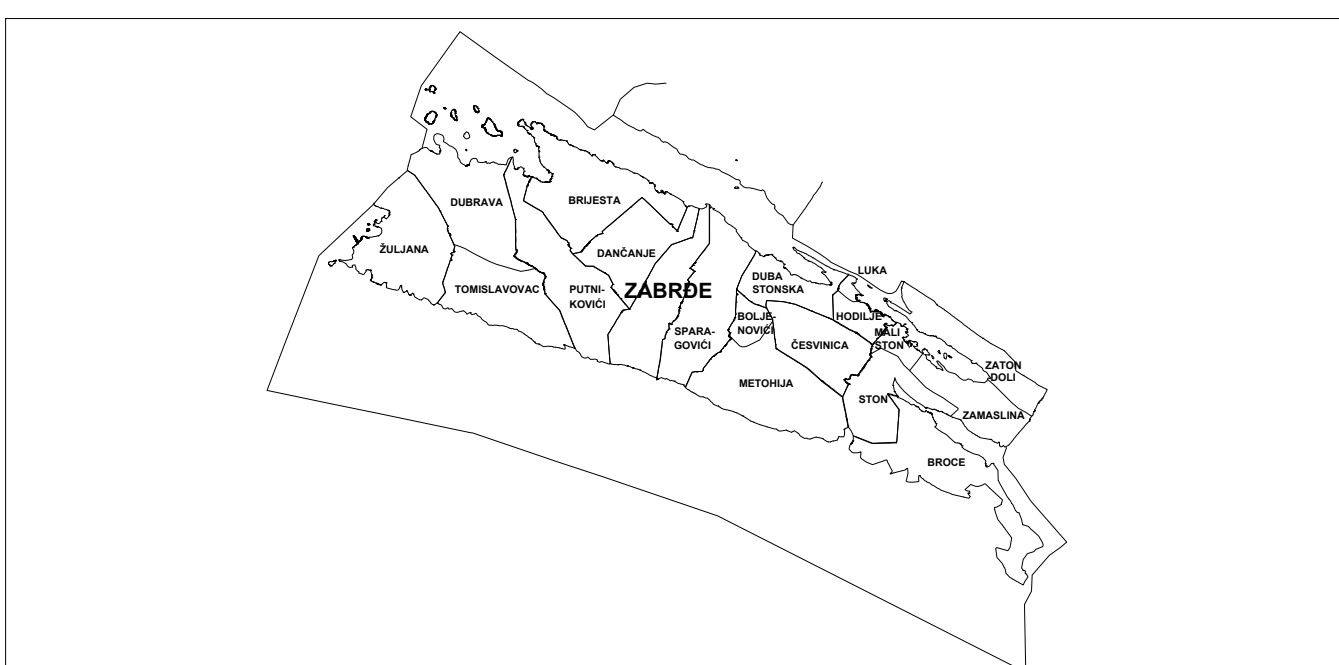 DUBRAVA
BRIJESTA
ŽULJANA
DANČANJE
TOMISLAVOVAC
PUTNI-
KOVIĆI
ZABRĐE
SPARA-
GOVIĆI
DUBA
STONSKA
LUKA
BOLJE-
NOVIĆI
HODILJE
MALI
STON
ČESVINICA
METOHIJA
STON
ZATON
DOLI
ZAMASLINA
BROCE